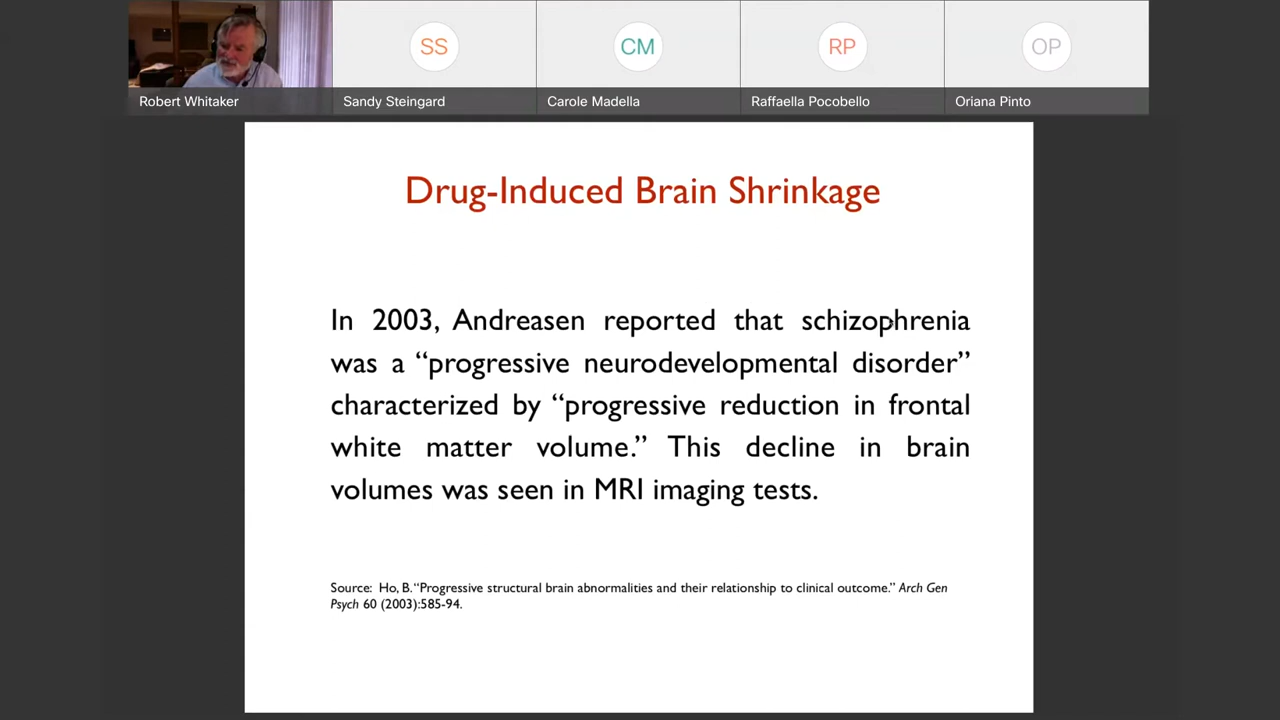 SS
CM
RP
OP
Robert Whitaker
Sandy Steingard
Carole Madella
Raffaella Pocobello
Oriana Pinto
Drug-Induced Brain Shrinkage
In 2003, Andreasen reported that schizophrenia
was a “progressive neurodevelopmental disorder”
characterized by “progressive reduction in frontal
white matter volume.” This decline in brain
volumes was seen in MRI imaging tests.
Source: Ho, B. “Progressive structural brain abnormalities and their relationship to clinical outcome.” Arch Gen
Psych 60 (2003):585-94.